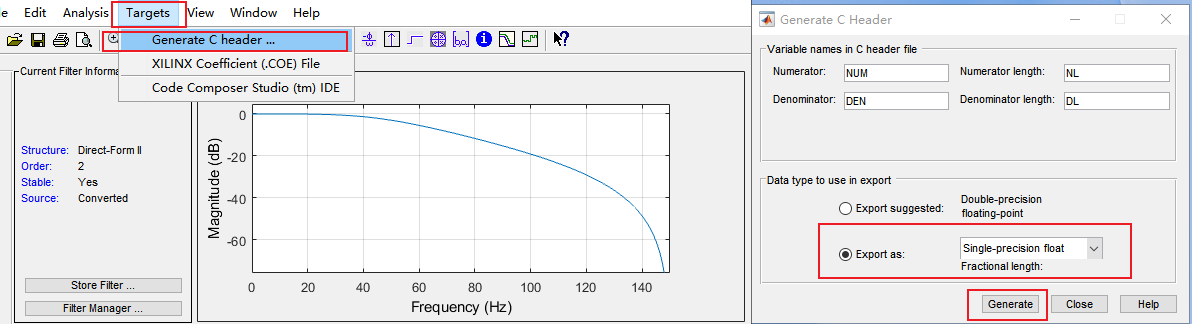 le Edit Analysis Targets View Window Help
Generate C header ...
XILINX Coefficient (.COE) File
Code Composer Studio (tm) IDE
Current Filter Informa
Structure: Direct-Form II
Order: 2
Stable: Yes
Source: Converted
Store Filter ...
Filter Manager ...
Magnitude (dB)
0
-20
-40
-60
0 20 40 60 80 100 120 140
Frequency (Hz)
Generate C Header
Variable names in C header file
Numerator: NUM Numerator length: NL
Denominator: DEN Denominator length: DL
Data type to use in export
Export suggested: Double-precision
floating-point
Export as: Single-precision float
Fractional length:
Generate Close Help